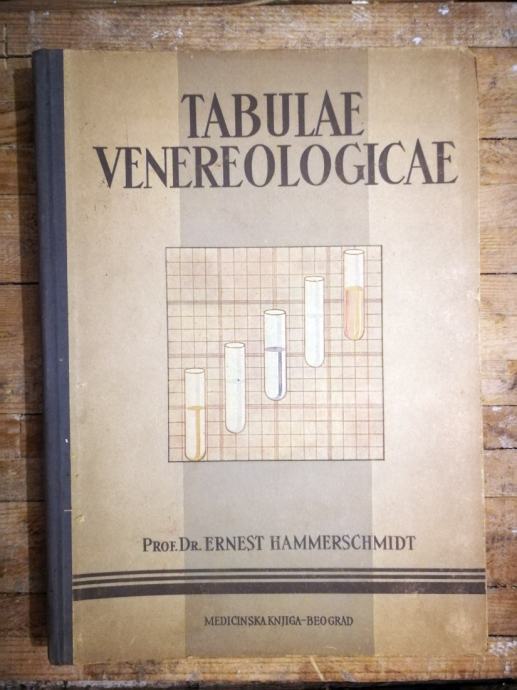 TABULAE
VENEREOLOGICAE
PROF. DR. ERNEST HAMMERSCHMIDT
MEDICINSKA KNJIGA-BEOGRAD